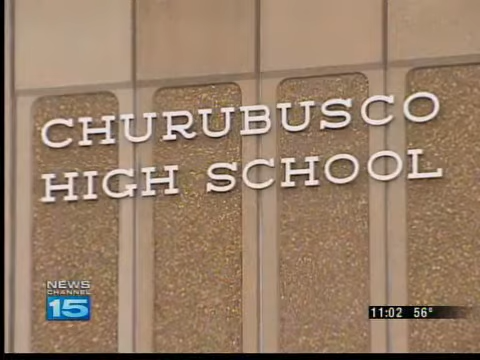 CHURUBUSCO
HIGH SCHOOL
NEWS
CHANNEL
15
11:02 56°